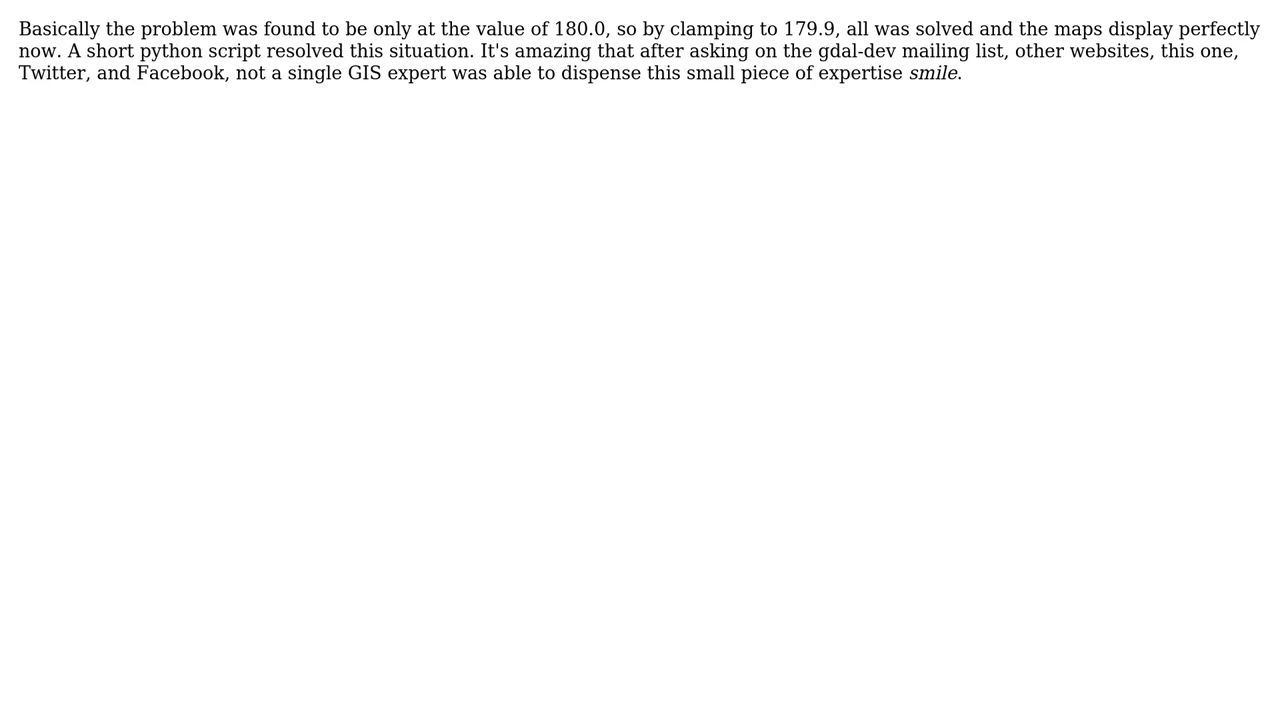 Basically the problem was found to be only at the value of 180.0, so by clamping to 179.9, all was solved and the maps display perfectly
now. A short python script resolved this situation. It's amazing that after asking on the gdal-dev mailing list, other websites, this one,
Twitter, and Facebook, not a single GIS expert was able to dispense this small piece of expertise smile.